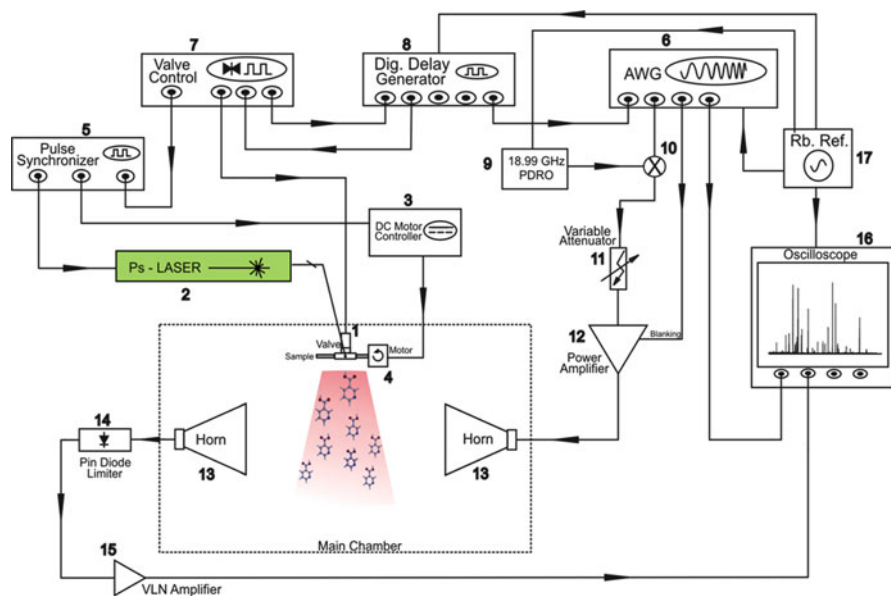 7
8
6
Valve
Control
Dig. Delay
Generator
AWG
5
Pulse
Synchronizer
9
18.99 GHz
PDRO
10
Rb. Ref.
17
3
DC Motor
Controller
Variable
Attenuator
11
16
Oscilloscope
Ps - LASER
2
1
Valve
12
Blanking
Sample
Motor
4
Power
Amplifier
14
Pin Diode
Limiter
Horn
13
Horn
13
Main Chamber
15
VLN Amplifier